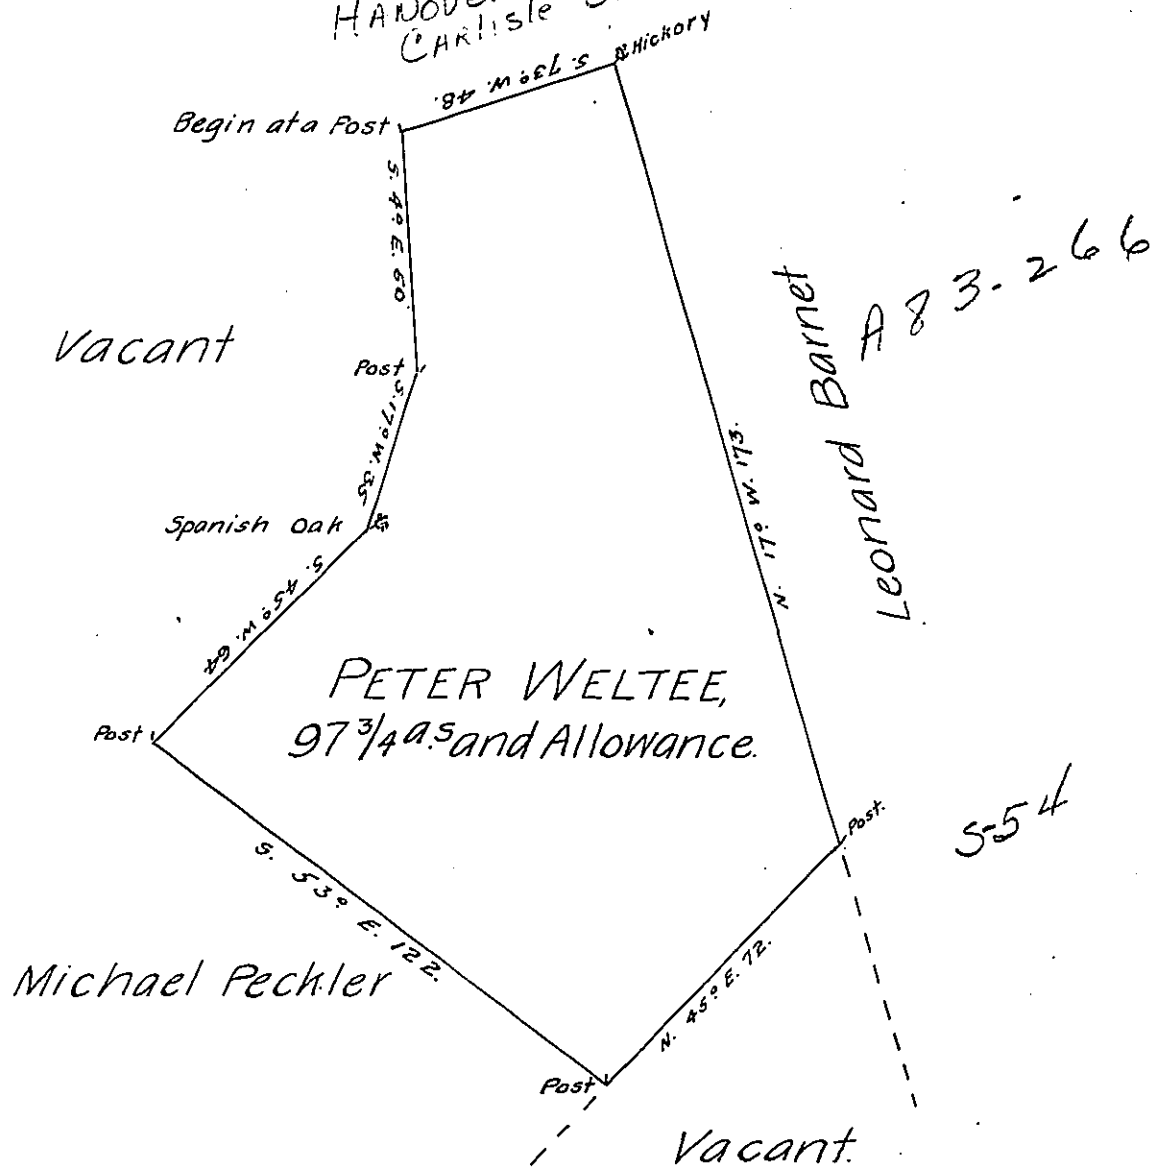 HANOVE
CARlisle S
Hickory
S. 73° W. 48.
Begin at a Post
S. 4° E. 60
Vacant
Post
S. 17° W. 35
Spanish Oak
S. 45° W. 64
N. 17° W. 173.
Leonard Barnet
A 83-266
PETER WELTEE,
97 3/4 a.s and Allowance.
Post
Post.
S-54
S. 53° E. 122.
Michael Peckler
N. 45° E. 72.
Post
Vacant.